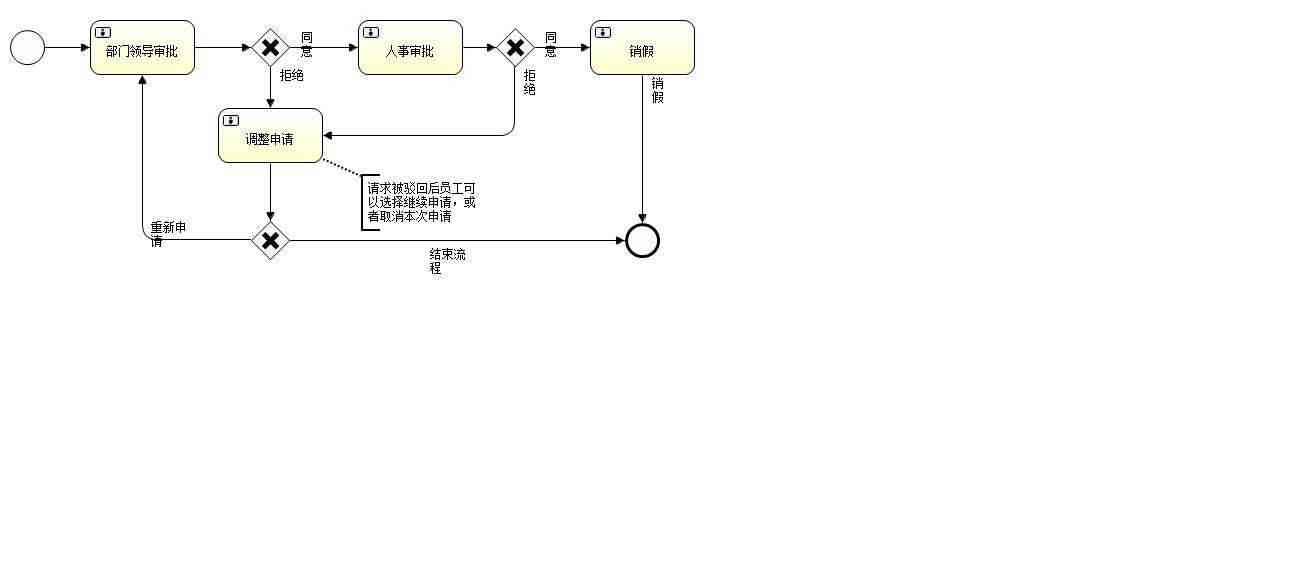 部门领导审批
同
意
人事审批
同
意
销假
拒绝
拒
绝
销
假
调整申请
请求被驳回后员工可
以选择继续申请，或
者取消本次申请
重新申
请
结束流
程